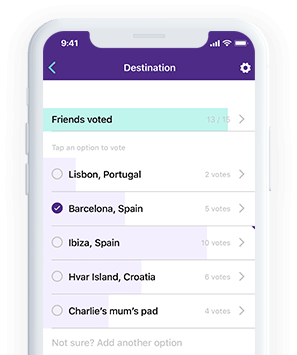 9:41
Destination
Friends voted 13 / 15
Tap an option to vote
Lisbon, Portugal 2 votes
Barcelona, Spain 5 votes
Ibiza, Spain 10 votes
Hvar Island, Croatia 6 votes
Charlie's mum's pad 4 votes
Not sure? Add another option